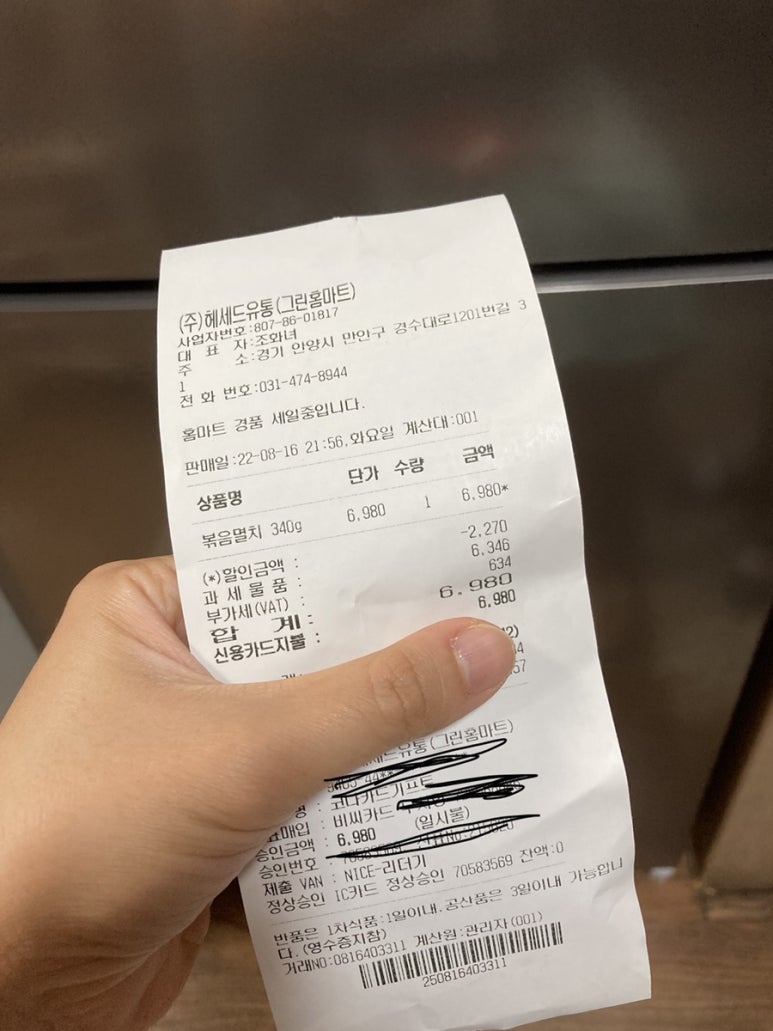 (주)헤세드유통(그린홈마트)
사업자번호:807-86-01817
대 표 자:조화녀
주 소:경기 안양시 만안구 경수대로1201번길 3
1
전 화 번호:031-474-8944
홈마트 경품 세일중입니다.
판매일:22-08-16 21:56,화요일 계산대:001
상품명 단가 수량 금액
볶음멸치 340g 6,980 1 6,980*
(*)할인금액 : -2,270
과 세 물 품 : 6,346
부가세(VAT) : 634
합 계: 6,980
신용카드지불 : 6,980
유통(그린홈마트)
: 코나카드기프트
매입 : 비씨카드
승인금액 : 6,980 (일시불)
승인번호
제출 VAN : NICE-리더기
정상승인 IC카드 정상승인 70583569 잔액:0
반품은 1차식품:1일이내,공산품은 3일이내 가능합니
다.(영수증지참)
거래NO:0816403311 계산원:관리자(001)
250816403311